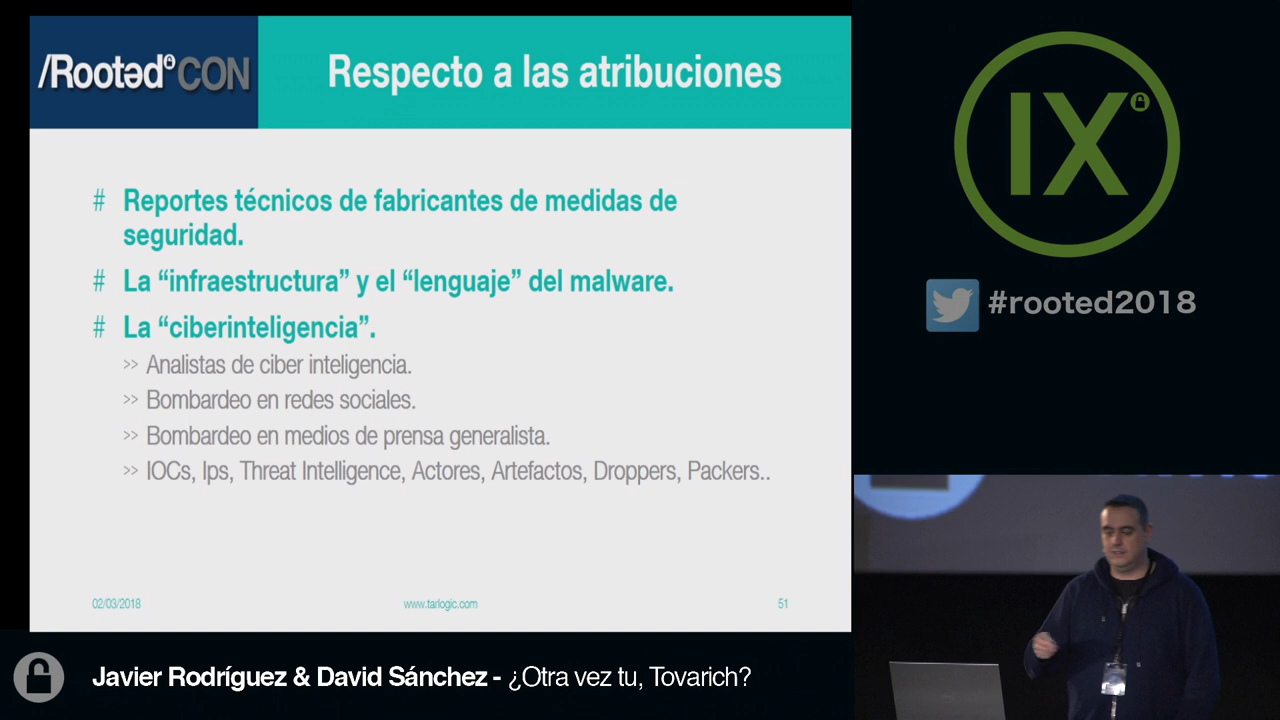 /Rootedº CON
Respecto a las atribuciones
# Reportes técnicos de fabricantes de medidas de
seguridad.
# La “infraestructura” y el “lenguaje” del malware.
# La “ciberinteligencia”.
>> Analistas de ciber inteligencia.
>> Bombardeo en redes sociales.
>> Bombardeo en medios de prensa generalista.
>> IOCs, Ips, Threat Intelligence, Actores, Artefactos, Droppers, Packers..
02/03/2018
www.tarlogic.com
51
IX
#rooted2018
Javier Rodríguez & David Sánchez - ¿Otra vez tu, Tovarich?